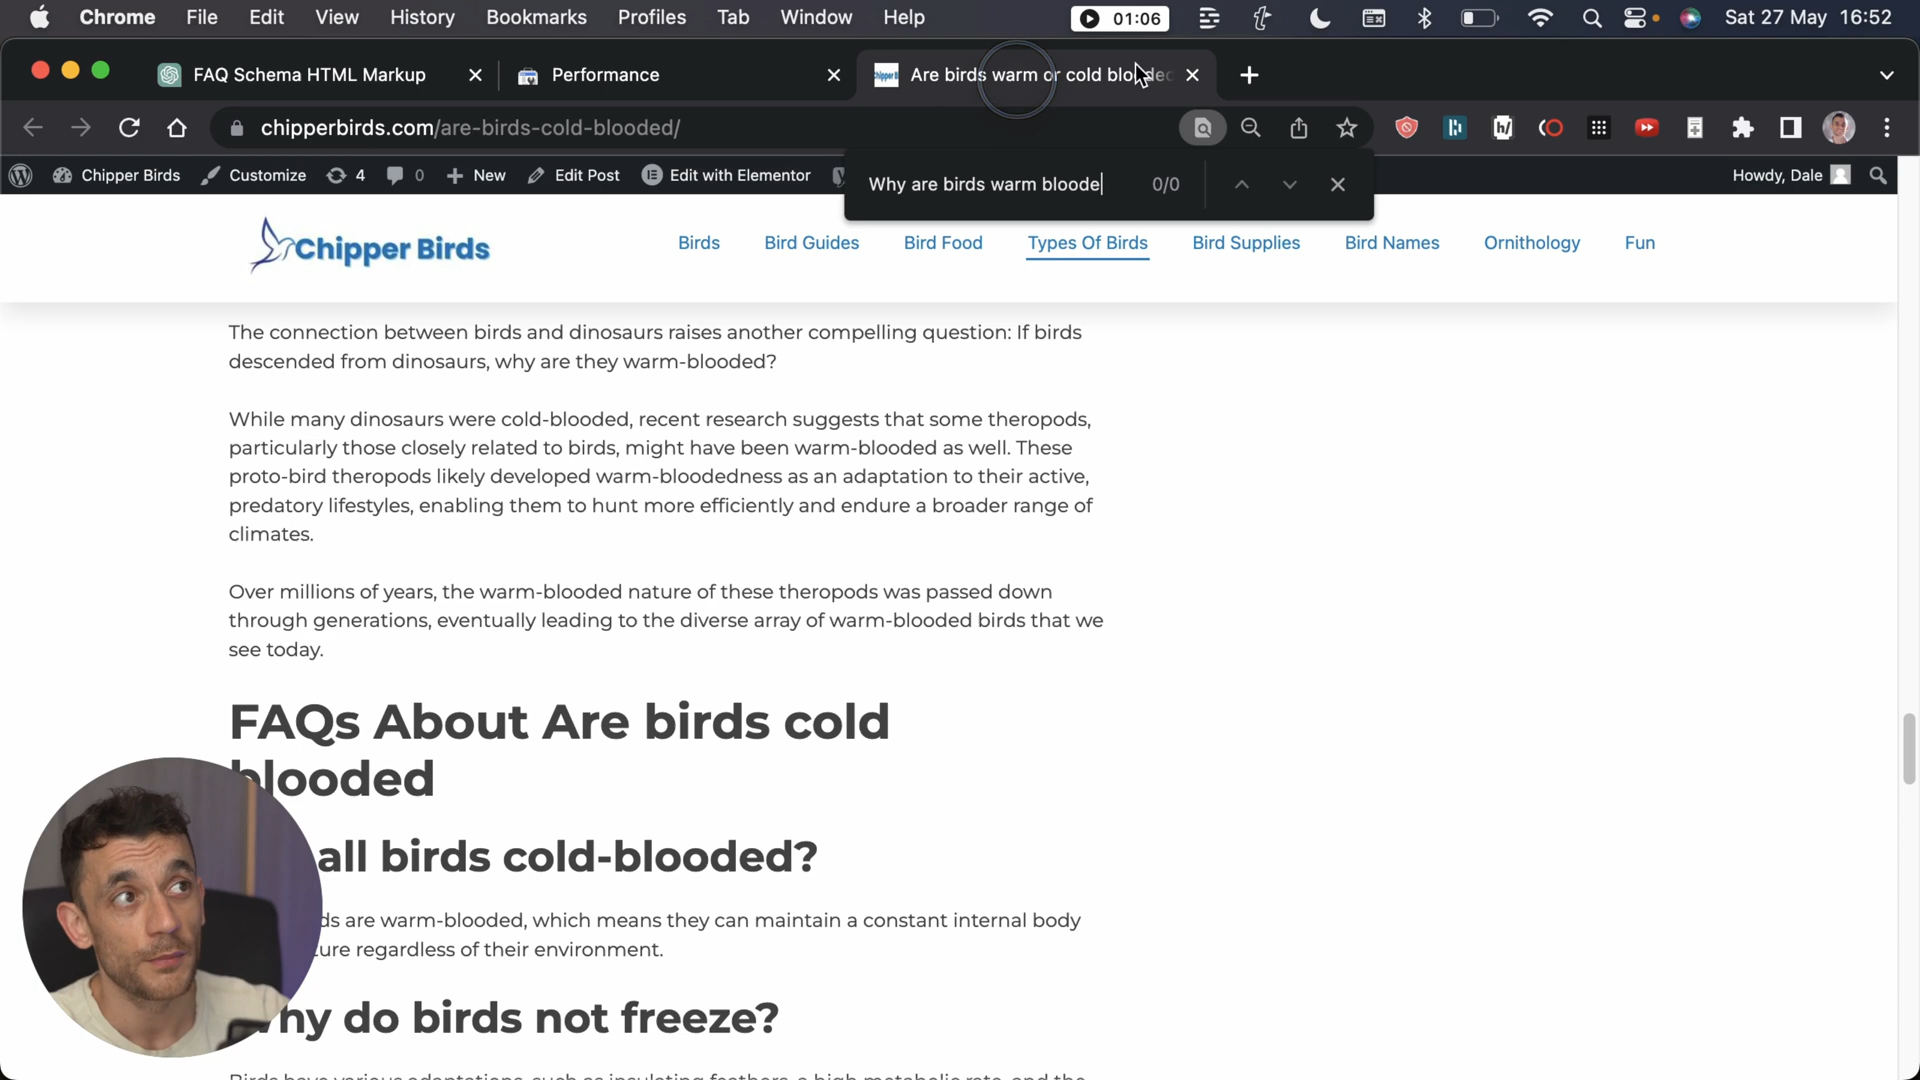 Chrome File Edit View History Bookmarks Profiles Tab Window Help 01:06 Sat 27 May 16:52
FAQ Schema HTML Markup Performance Chipper Bi Are birds warm or cold blooded
chipperbirds.com/are-birds-cold-blooded/
Chipper Birds Customize 4 0 New Edit Post Edit with Elementor Howdy, Dale
Why are birds warm bloode 0/0
Chipper Birds Birds Bird Guides Bird Food Types Of Birds Bird Supplies Bird Names Ornithology Fun
The connection between birds and dinosaurs raises another compelling question: If birds
descended from dinosaurs, why are they warm-blooded?
While many dinosaurs were cold-blooded, recent research suggests that some theropods,
particularly those closely related to birds, might have been warm-blooded as well. These
proto-bird theropods likely developed warm-bloodedness as an adaptation to their active,
predatory lifestyles, enabling them to hunt more efficiently and endure a broader range of
climates.
Over millions of years, the warm-blooded nature of these theropods was passed down
through generations, eventually leading to the diverse array of warm-blooded birds that we
see today.
FAQs About Are birds cold
blooded
all birds cold-blooded?
are warm-blooded, which means they can maintain a constant internal body
regardless of their environment.
Why do birds not freeze?
Birds have various adaptations, such as insulating feathers, a high metabolic rate, and the